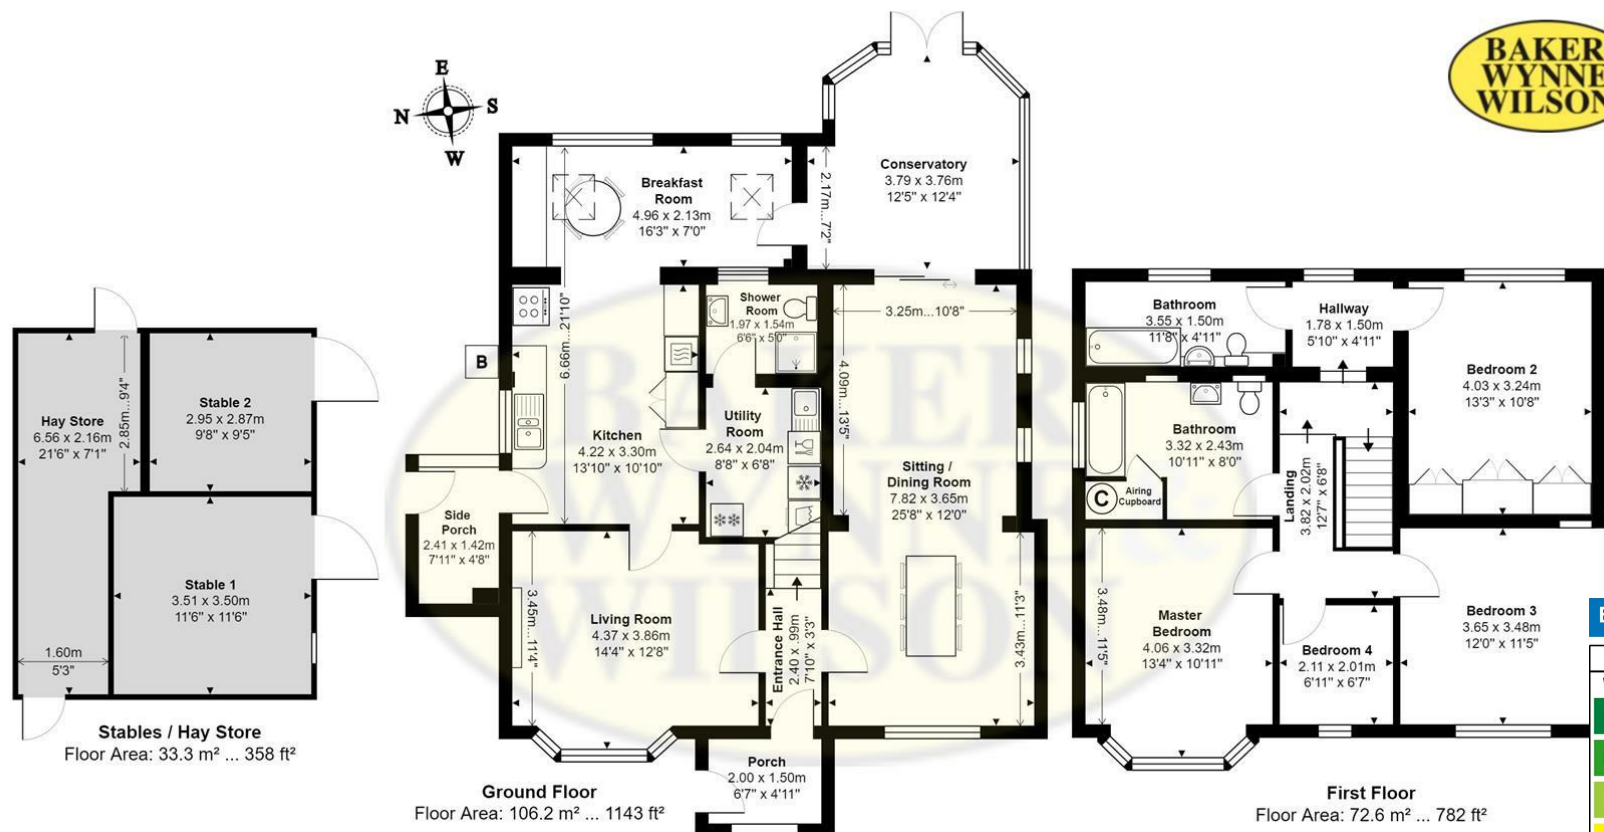 BAKER
WYNNE
WILSON
E
N
S
W
Hay Store
6.56 x 2.16m
21'6" x 7'1"
2.85m...9'4"
Stable 2
2.95 x 2.87m
9'8" x 9'5"
Stable 1
3.51 x 3.50m
11'6" x 11'6"
1.60m
5'3"
Stables / Hay Store
Floor Area: 33.3 m² ... 358 ft²
Breakfast
Room
4.96 x 2.13m
16'3" x 7'0"
Conservatory
3.79 x 3.76m
12'5" x 12'4"
2.17m...7'2"
6.66m...21'10"
B
Shower
Room
1.97 x 1.54m
6'6" x 5'0"
3.25m...10'8"
4.09m...13'5"
Kitchen
4.22 x 3.30m
13'10" x 10'10"
Utility
Room
2.64 x 2.04m
8'8" x 6'8"
Sitting /
Dining Room
7.82 x 3.65m
25'8" x 12'0"
Side
Porch
2.41 x 1.42m
7'11" x 4'8"
Living Room
4.37 x 3.86m
14'4" x 12'8"
3.45m...11'4"
Entrance Hall
2.40 x .99m
7'10" x 3'3"
3.43m...11'3"
Porch
2.00 x 1.50m
6'7" x 4'11"
Ground Floor
Floor Area: 106.2 m² ... 1143 ft²
Bathroom
3.55 x 1.50m
11'8" x 4'11"
Hallway
1.78 x 1.50m
5'10" x 4'11"
Bedroom 2
4.03 x 3.24m
13'3" x 10'8"
Bathroom
3.32 x 2.43m
10'11" x 8'0"
C
Airing
Cupboard
Landing
3.82 x 2.02m
12'7" x 6'8"
Master
Bedroom
4.06 x 3.32m
13'4" x 10'11"
3.48m...11'5"
Bedroom 3
3.65 x 3.48m
12'0" x 11'5"
Bedroom 4
2.11 x 2.01m
6'11" x 6'7"
First Floor
Floor Area: 72.6 m² ... 782 ft²
BAKER
WYNNE &
WILSON